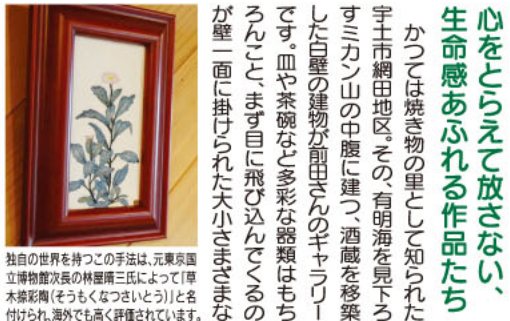 心をとらえて放さない、
生命感あふれる作品たち
かつては焼き物の里として知られた
宇土市網田地区。その、有明海を見下ろ
すミカン山の中腹に建つ、酒蔵を移築
した白壁の建物が前田さんのギャラリー
です。皿や茶碗など多彩な器類はもち
ろんこと、まず目に飛び込んでくるの
が壁一面に掛けられた大小さまざまな
独自の世界を持つこの手法は、元東京国
立博物館次長の林屋晴三氏によって「草
木捺彩陶(そうもくなつさいとう)」と名
付けられ、海外でも高く評価されています。